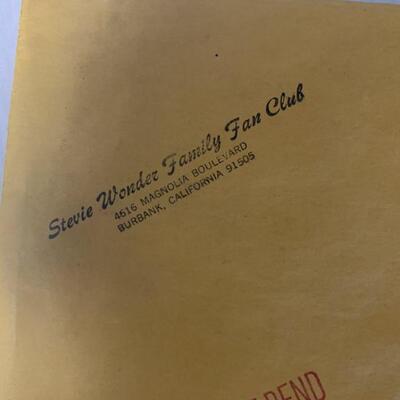 Stevie Wonder Family Fan Club
4616 MAGNOLIA BOULEVARD
BURBANK, CALIFORNIA 91505